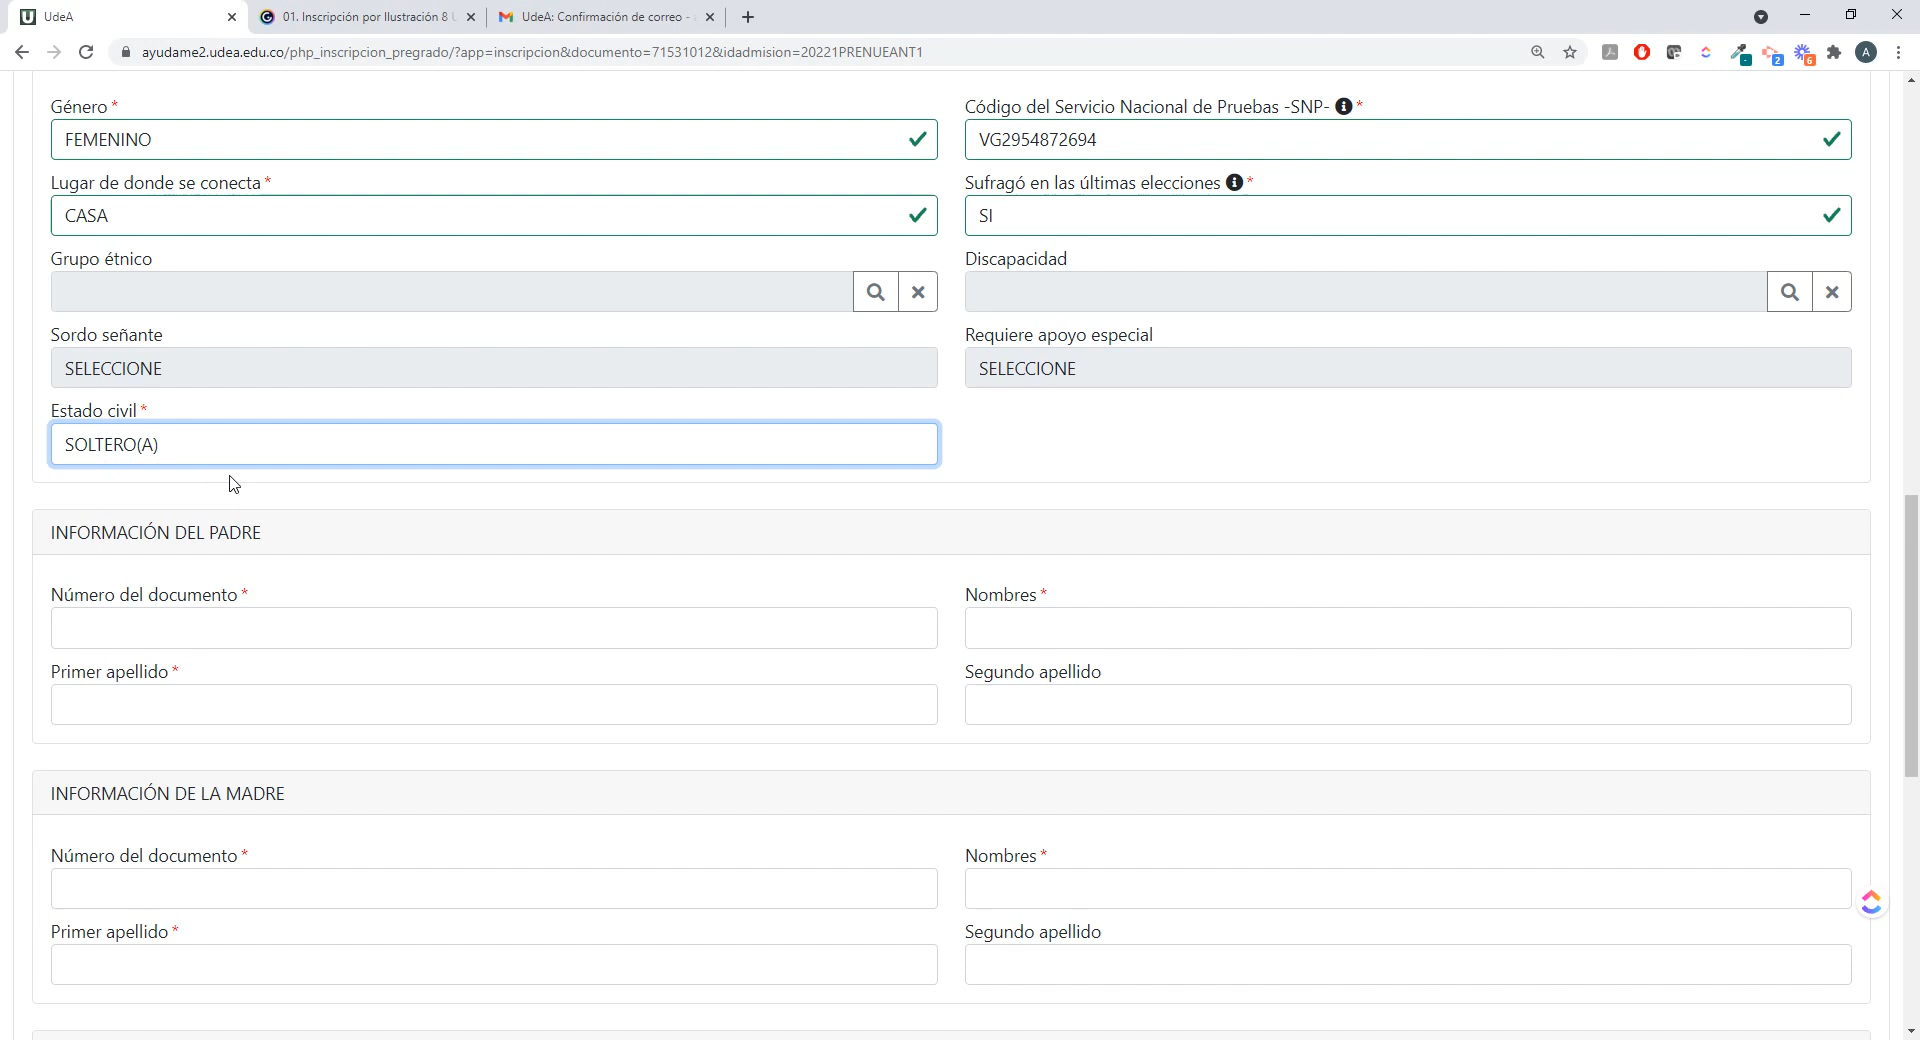 UdeA
01. Inscripción por Ilustración 8 U
UdeA: Confirmación de correo -
ayudame2.udea.edu.co/php_inscripcion_pregrado/?app=inscripcion&documento=71531012&idadmision=20221PRENUEANT1
2
6
A
Género *
Código del Servicio Nacional de Pruebas -SNP- *
FEMENINO
VG2954872694
Lugar de donde se conecta *
Sufragó en las últimas elecciones *
CASA
SI
Grupo étnico
Discapacidad
Sordo señante
Requiere apoyo especial
SELECCIONE
SELECCIONE
Estado civil *
SOLTERO(A)
INFORMACIÓN DEL PADRE
Número del documento *
Nombres *
Primer apellido *
Segundo apellido
INFORMACIÓN DE LA MADRE
Número del documento *
Nombres *
Primer apellido *
Segundo apellido